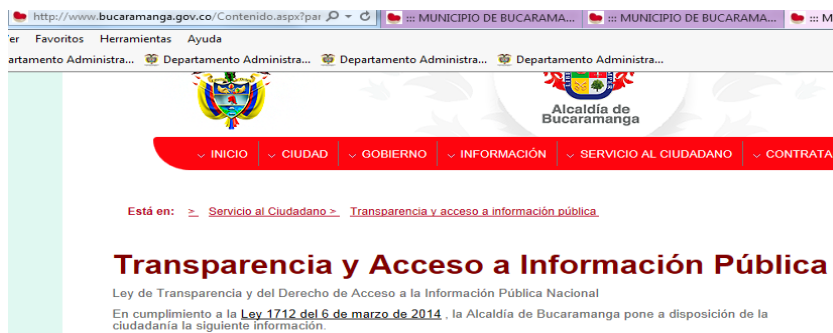 http://www.bucaramanga.gov.co/Contenido.aspx?par ::: MUNICIPIO DE BUCARAMA... ::: MUNICIPIO DE BUCARAMA... ::: M
er Favoritos Herramientas Ayuda
artamento Administra... Departamento Administra... Departamento Administra... Departamento Administra...
Alcaldía de
Bucaramanga
INICIO CIUDAD GOBIERNO INFORMACIÓN SERVICIO AL CIUDADANO CONTRATA
Está en: > Servicio al Ciudadano > Transparencia y acceso a información pública
Transparencia y Acceso a Información Pública
Ley de Transparencia y del Derecho de Acceso a la Información Pública Nacional
En cumplimiento a la Ley 1712 del 6 de marzo de 2014 , la Alcaldía de Bucaramanga pone a disposición de la
ciudadanía la siguiente información.